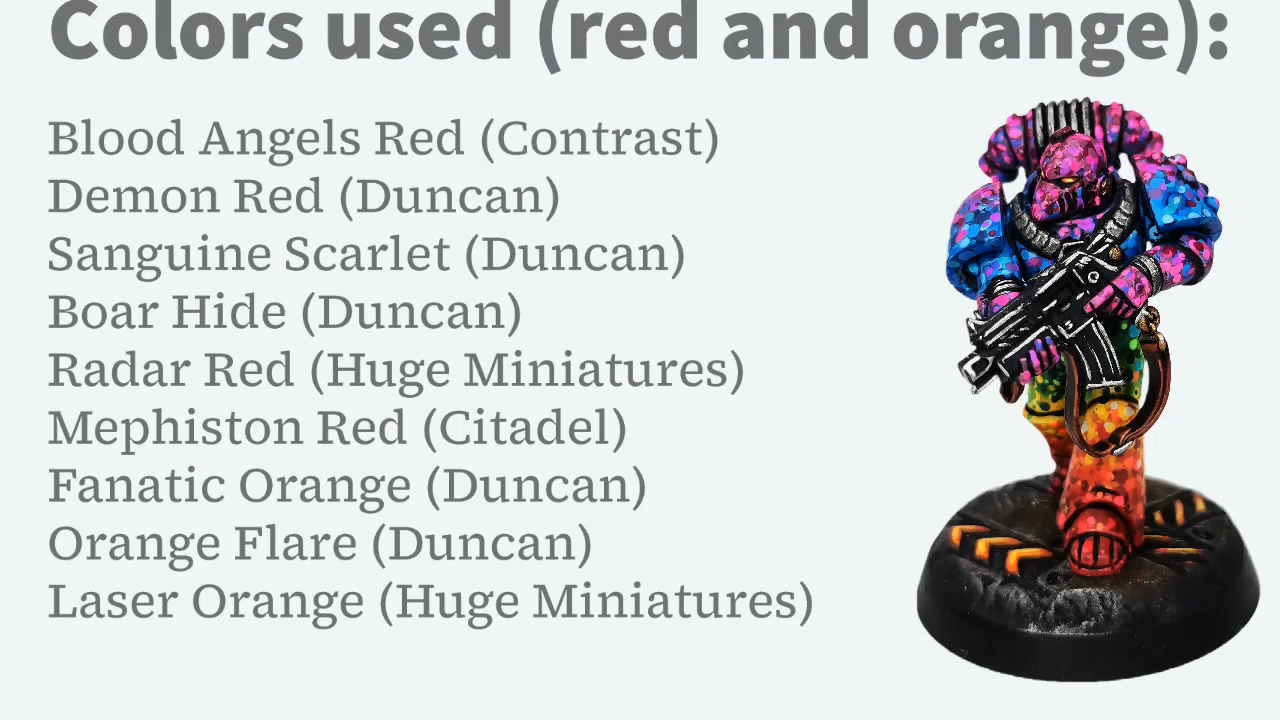 Colors used (red and orange):
Blood Angels Red (Contrast)
Demon Red (Duncan)
Sanguine Scarlet (Duncan)
Boar Hide (Duncan)
Radar Red (Huge Miniatures)
Mephiston Red (Citadel)
Fanatic Orange (Duncan)
Orange Flare (Duncan)
Laser Orange (Huge Miniatures)